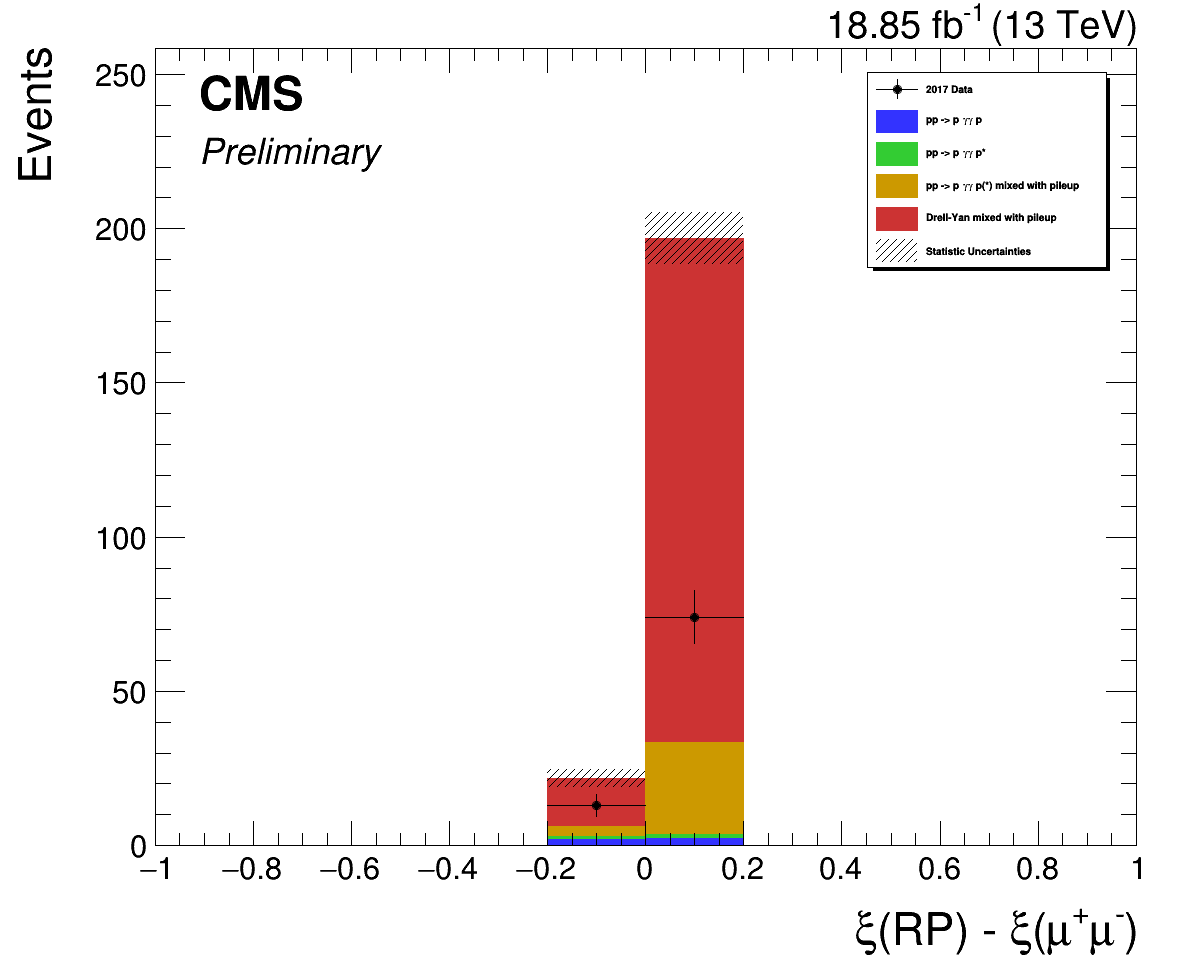 18.85 fb⁻¹ (13 TeV)
Events
CMS
Preliminary
2017 Data
pp -> p γγ p
pp -> p γγ p*
pp -> p γγ p(*) mixed with pileup
Drell-Yan mixed with pileup
Statistic Uncertainties
250
200
150
100
50
0
−1 −0.8 −0.6 −0.4 −0.2 0 0.2 0.4 0.6 0.8 1
ξ(RP) - ξ(μ⁺μ⁻)